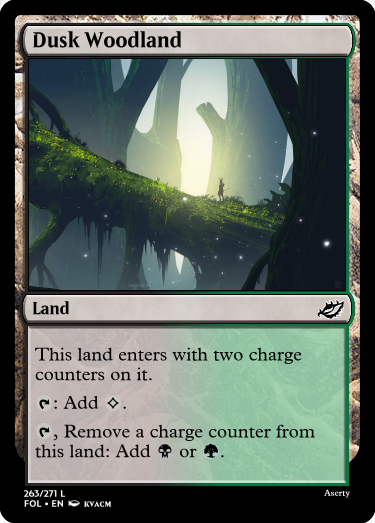 Dusk Woodland
Land
This land enters with two charge
counters on it.
: Add .
, Remove a charge counter from
this land: Add or .
263/271 L
FOL • EN KVACM
Aserty